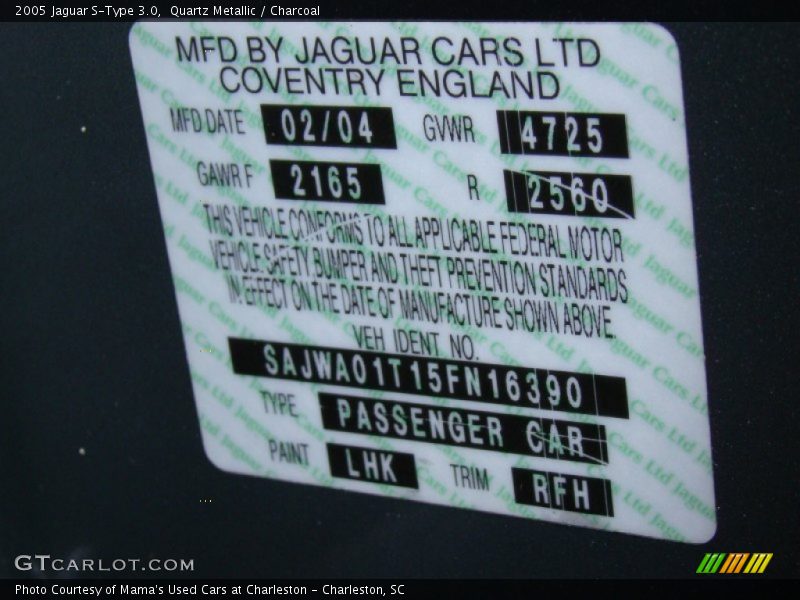 2005 Jaguar S-Type 3.0,  Quartz Metallic / Charcoal
MFD BY JAGUAR CARS LTD
COVENTRY ENGLAND
MFD DATE 02/04 GVWR 4725
GAWR F 2165 R 2560
THIS VEHICLE CONFORMS TO ALL APPLICABLE FEDERAL MOTOR
VEHICLE SAFETY BUMPER AND THEFT PREVENTION STANDARDS
IN EFFECT ON THE DATE OF MANUFACTURE SHOWN ABOVE.
VEH IDENT NO.
SAJWA01T15FN16390
TYPE PASSENGER CAR
PAINT LHK TRIM RFH
GTCARLOT.COM
Photo Courtesy of Mama's Used Cars at Charleston - Charleston, SC